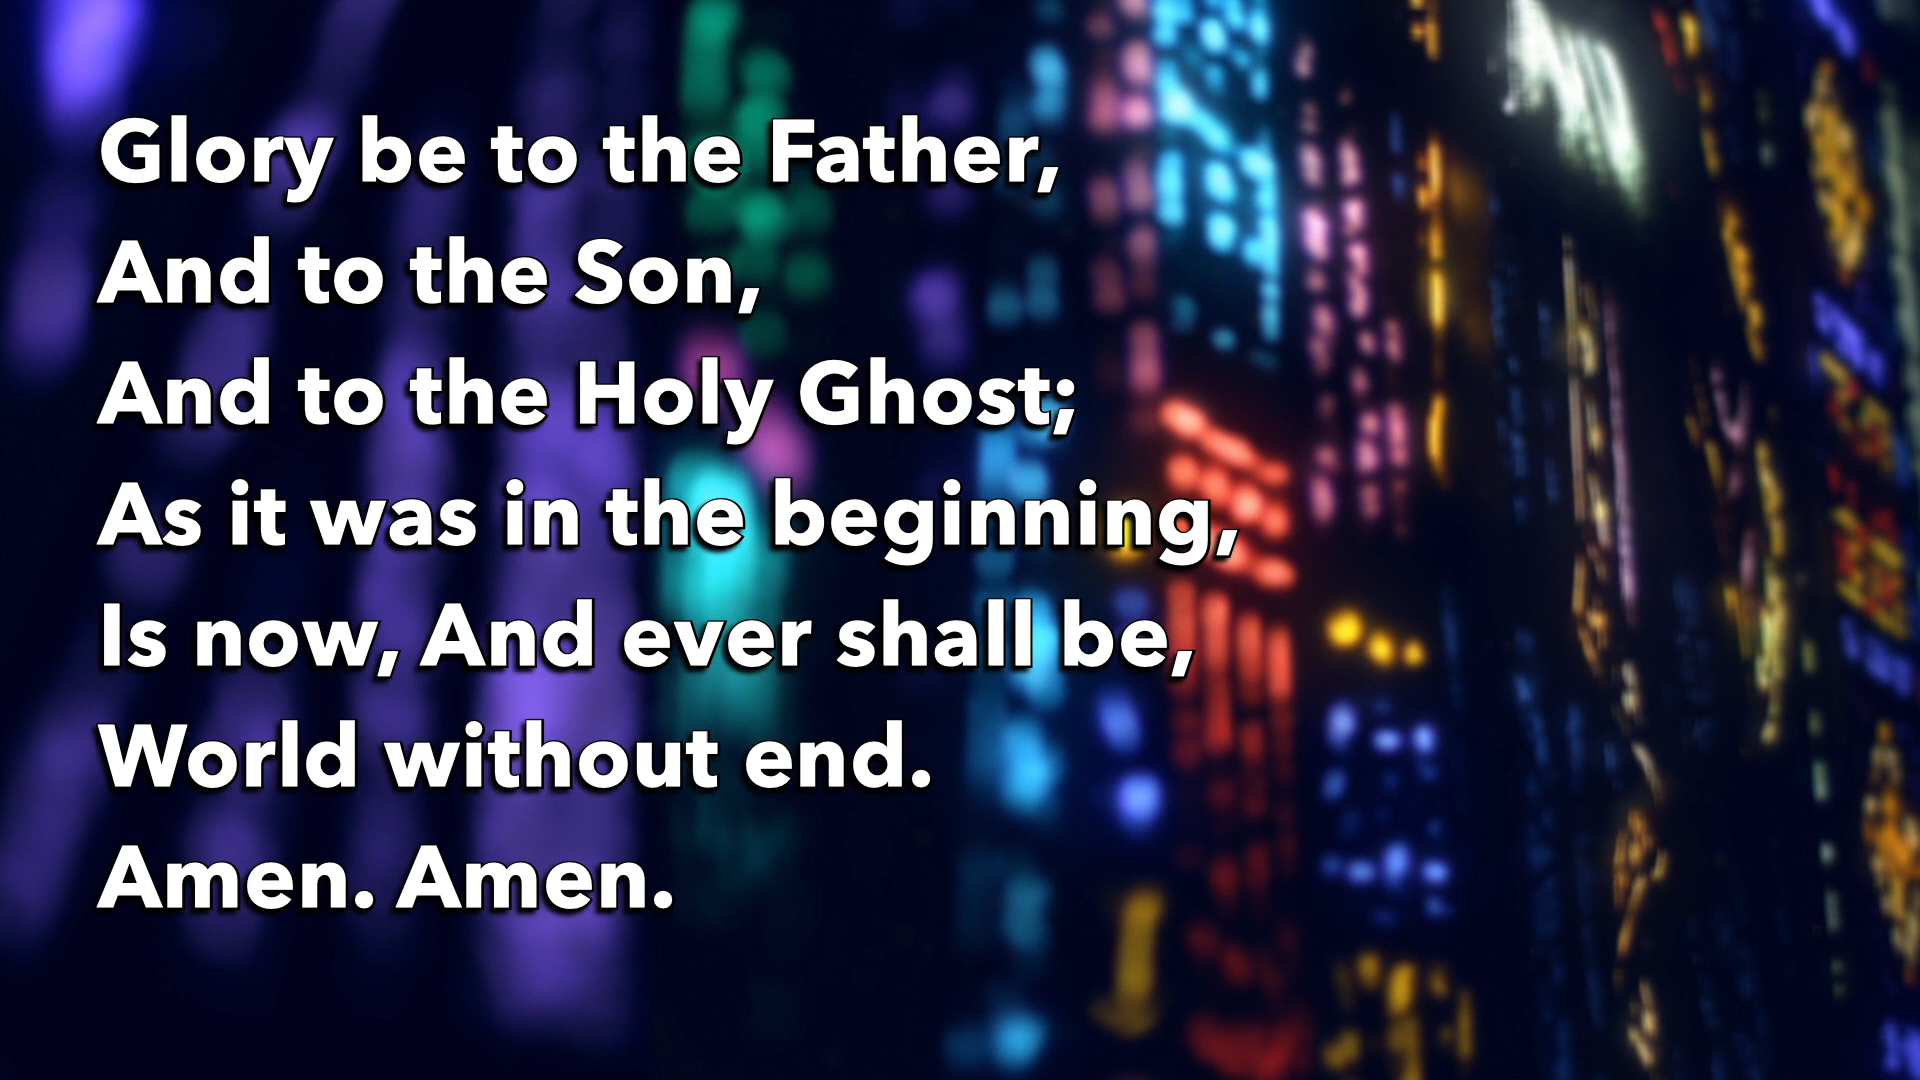 Glory be to the Father,
And to the Son,
And to the Holy Ghost;
As it was in the beginning,
Is now, And ever shall be,
World without end.
Amen. Amen.